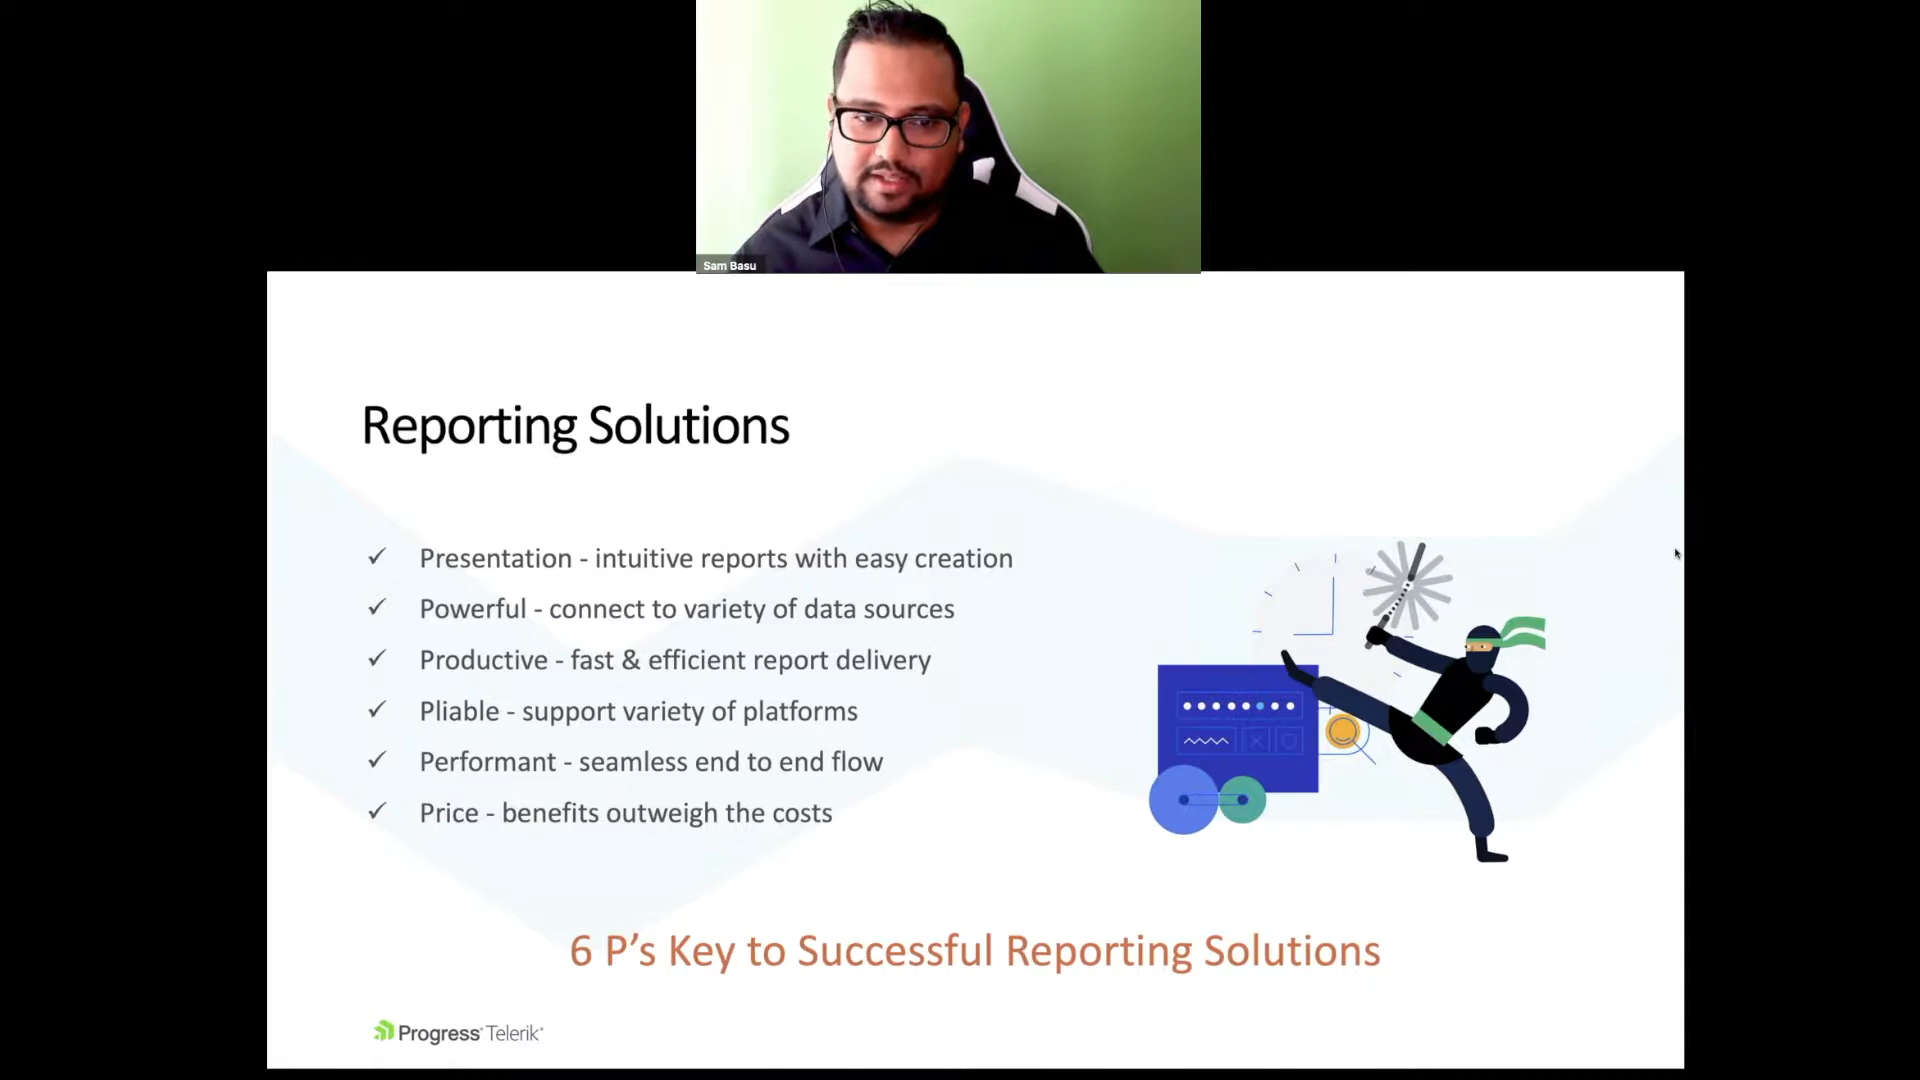 Sam Basu
Reporting Solutions
✓ Presentation - intuitive reports with easy creation
✓ Powerful - connect to variety of data sources
✓ Productive - fast & efficient report delivery
✓ Pliable - support variety of platforms
✓ Performant - seamless end to end flow
✓ Price - benefits outweigh the costs
6 P’s Key to Successful Reporting Solutions
Progress Telerik